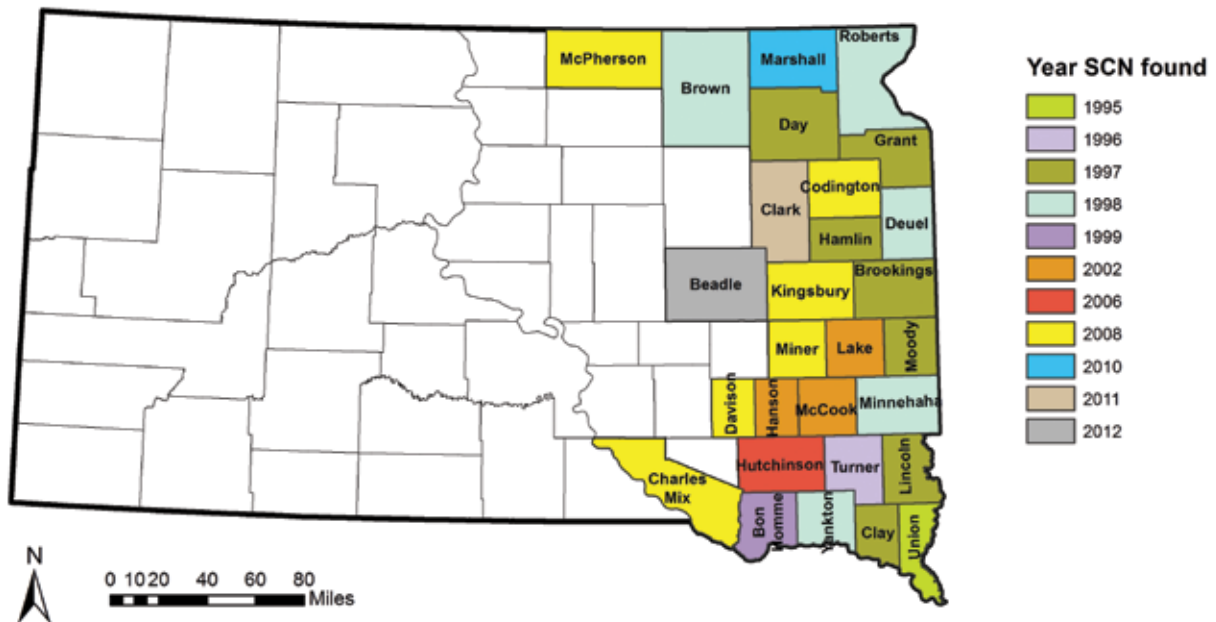 McPherson
Brown
Marshall
Roberts
Day
Grant
Codington
Clark
Deuel
Hamlin
Beadle
Kingsbury
Brookings
Miner
Lake
Moody
Davison
Hanson
McCook
Minnehaha
Charles
Mix
Hutchinson
Turner
Lincoln
Bon
Homme
Yankton
Clay
Union
Year SCN found
1995
1996
1997
1998
1999
2002
2006
2008
2010
2011
2012
N
0 10 20 40 60 80
Miles